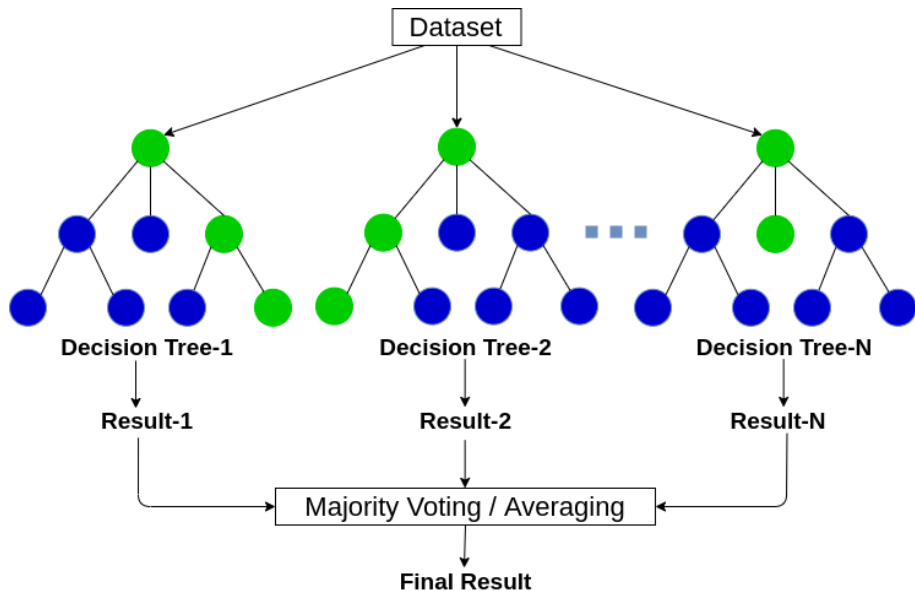 Dataset
Decision Tree-1
Decision Tree-2
Decision Tree-N
Result-1
Result-2
Result-N
Majority Voting / Averaging
Final Result